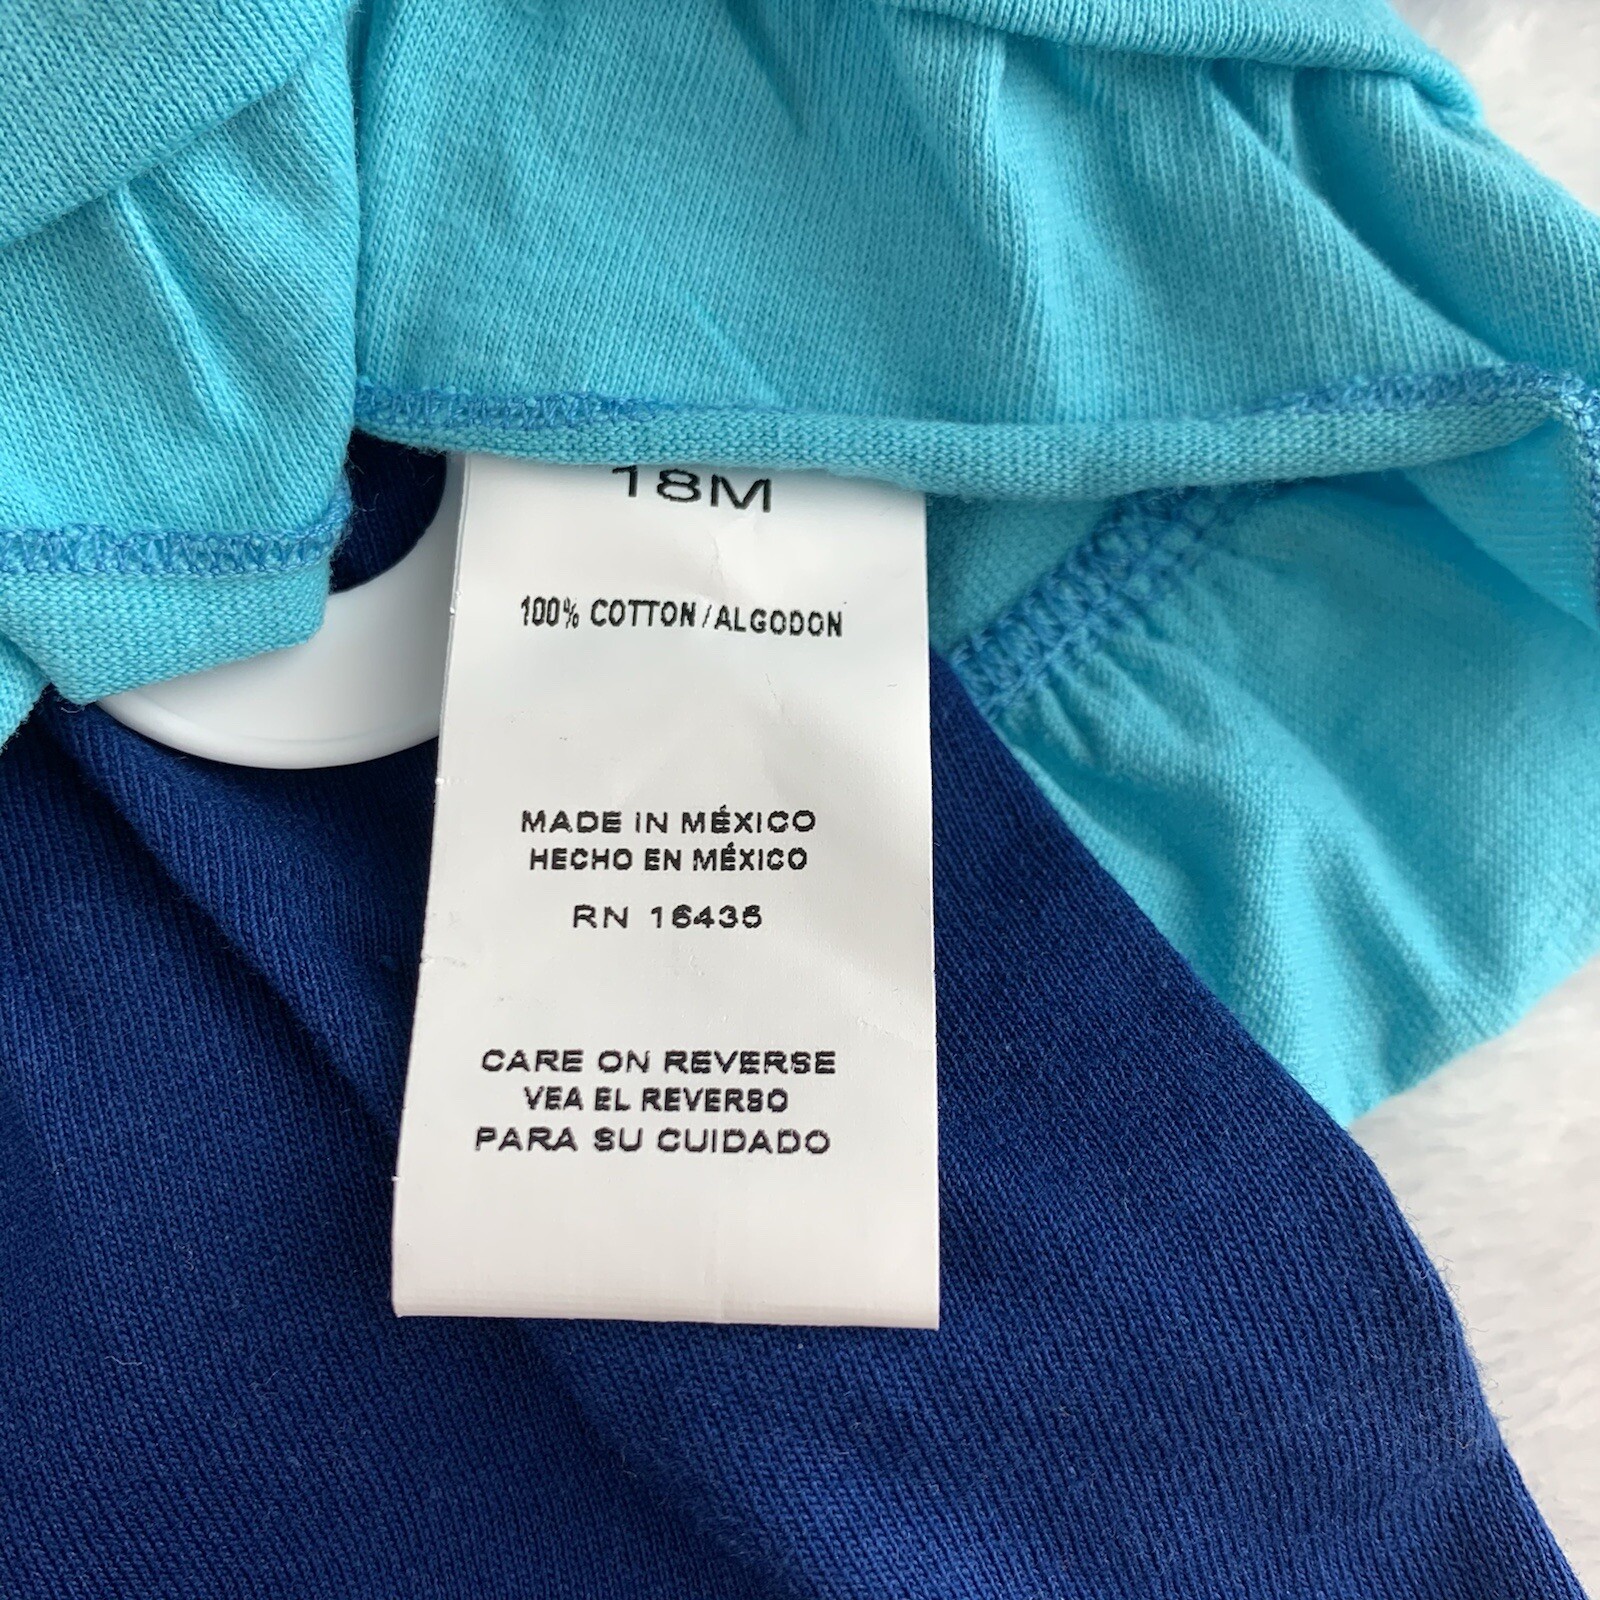 18M
100% COTTON/ALGODON
MADE IN MÉXICO
HECHO EN MÉXICO
RN 16435
CARE ON REVERSE
VEA EL REVERSO
PARA SU CUIDADO